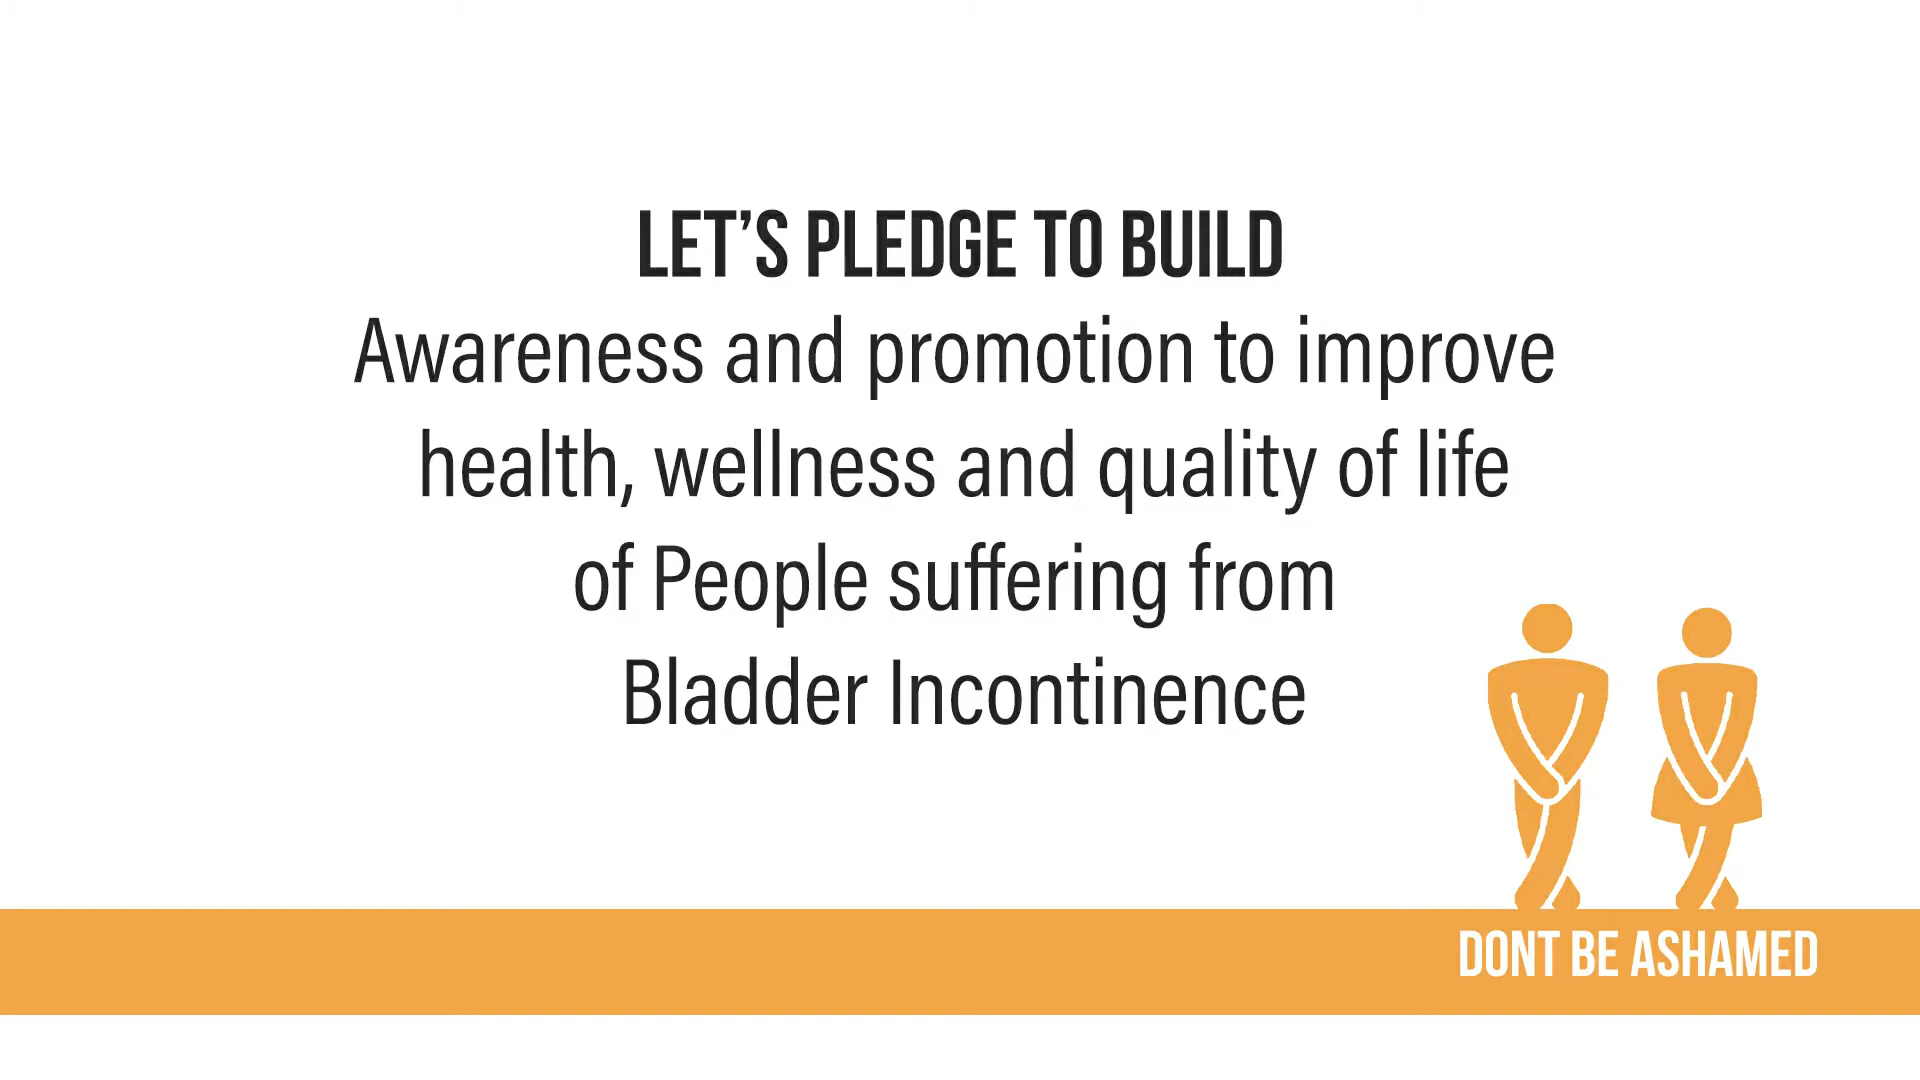 LET’S PLEDGE TO BUILD
Awareness and promotion to improve
health, wellness and quality of life
of People suffering from
Bladder Incontinence
DONT BE ASHAMED